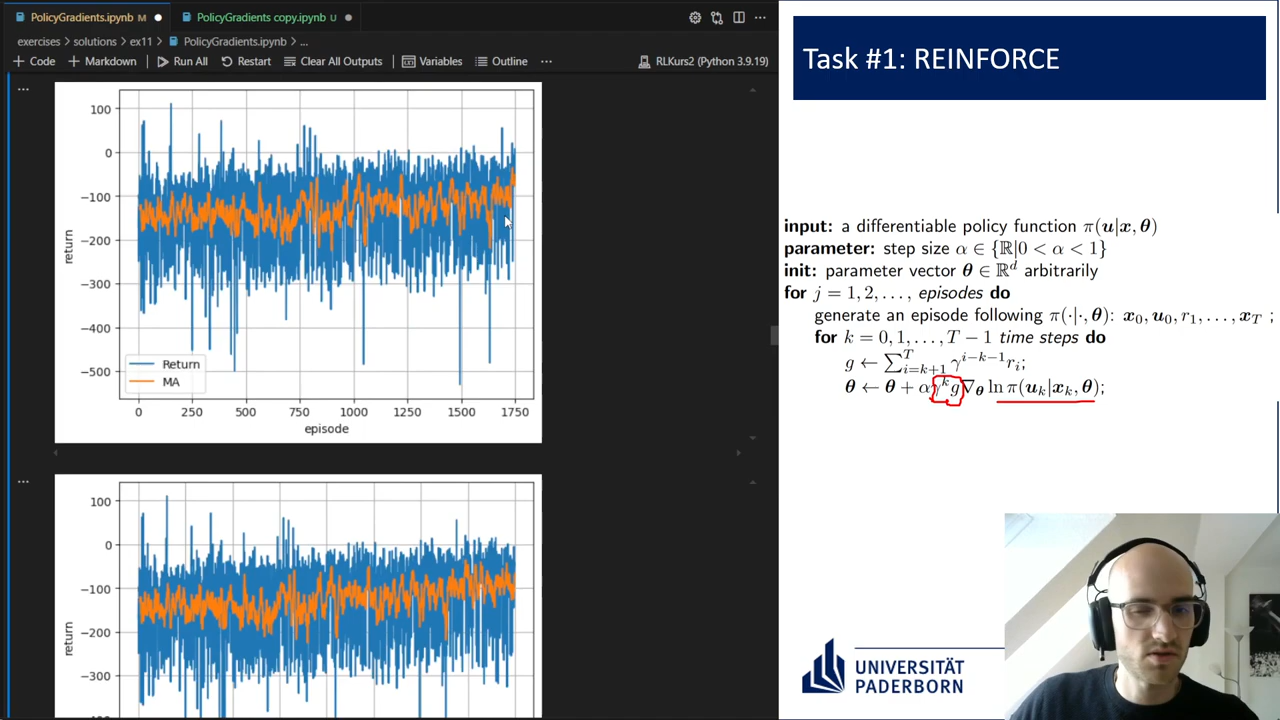 PolicyGradients.ipynb M
PolicyGradients copy.ipynb U
exercises > solutions > ex11 > PolicyGradients.ipynb > ...
+ Code + Markdown Run All Restart Clear All Outputs Variables Outline ... RLKurs2 (Python 3.9.19)
...
100
0
−100
−200
−300
−400
−500
return
Return
MA
0 250 500 750 1000 1250 1500 1750
episode
...
100
0
−100
−200
−300
return
Task #1: REINFORCE
input: a differentiable policy function π(u|x, θ)
parameter: step size α ∈ {ℝ|0 < α < 1}
init: parameter vector θ ∈ ℝ^d arbitrarily
for j = 1, 2, . . . , episodes do
generate an episode following π(·|·, θ): x_0, u_0, r_1, . . . , x_T ;
for k = 0, 1, . . . , T − 1 time steps do
g ← ∑_{i=k+1}^{T} γ^{i−k−1} r_i;
θ ← θ + αγ^k g∇_θ ln π(u_k|x_k, θ);
UNIVERSITÄT
PADERBORN